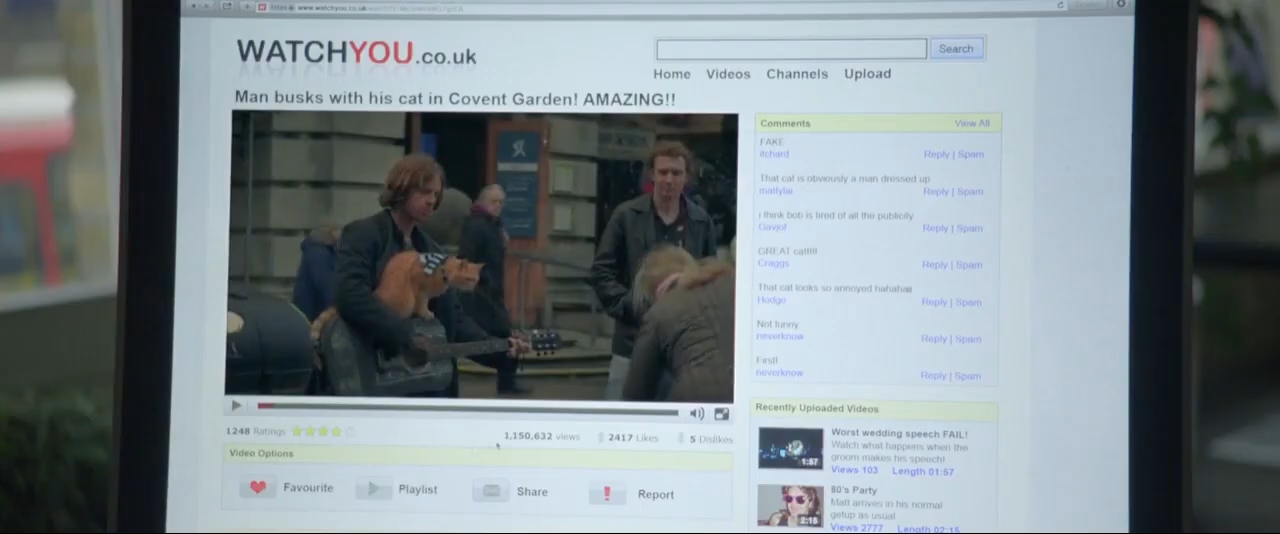 WATCHYOU.co.uk
Search
Home Videos Channels Upload
Man busks with his cat in Covent Garden! AMAZING!!
Comments View All
FAKE
itchard Reply | Spam
That cat is obviously a man dressed up
mattylai Reply | Spam
i think bob is tired of all the publicity
Gavjof Reply | Spam
GREAT cat!!!!
Craggs Reply | Spam
That cat looks so annoyed hahahaa
Hodge Reply | Spam
Not funny
neverknow Reply | Spam
First!
neverknow Reply | Spam
1248 Ratings
1,150,632 views 2417 Likes 5 Dislikes
Video Options
Favourite Playlist Share Report
Recently Uploaded Videos
Worst wedding speech FAIL!
Watch what happens when the
groom makes his speech!
1:57
Views 103 Length 01:57
80's Party
Matt arrives in his normal
getup as usual
2:15
Views 2777 Length 02:15